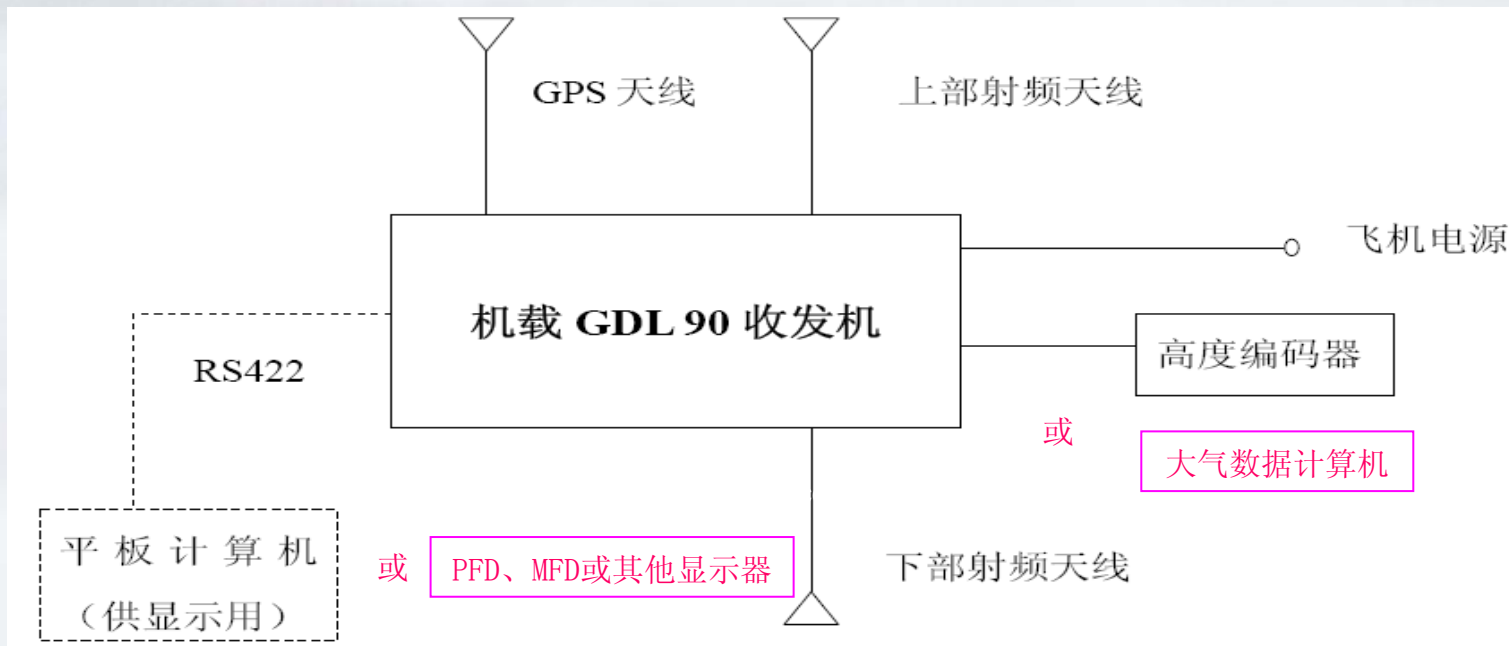 GPS 天线
上部射频天线
飞机电源
机载 GDL 90 收发机
高度编码器
RS422
或
大气数据计算机
平板计算机
（供显示用）
或
PFD、MFD或其他显示器
下部射频天线